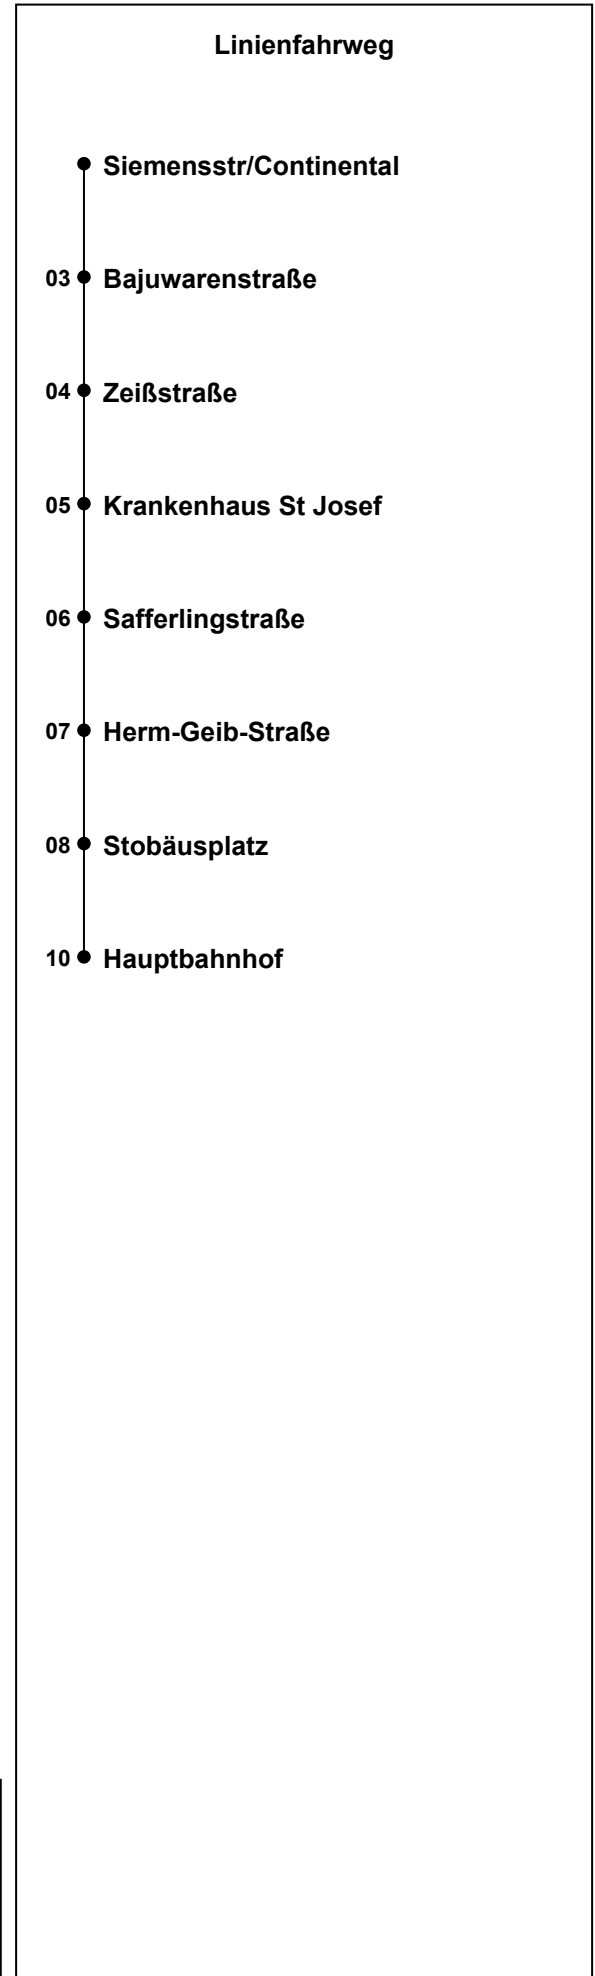 Linienfahrweg
Siemensstr/Continental
03 Bajuwarenstraße
04 Zeißstraße
05 Krankenhaus St Josef
06 Safferlingstraße
07 Herm-Geib-Straße
08 Stobäusplatz
10 Hauptbahnhof